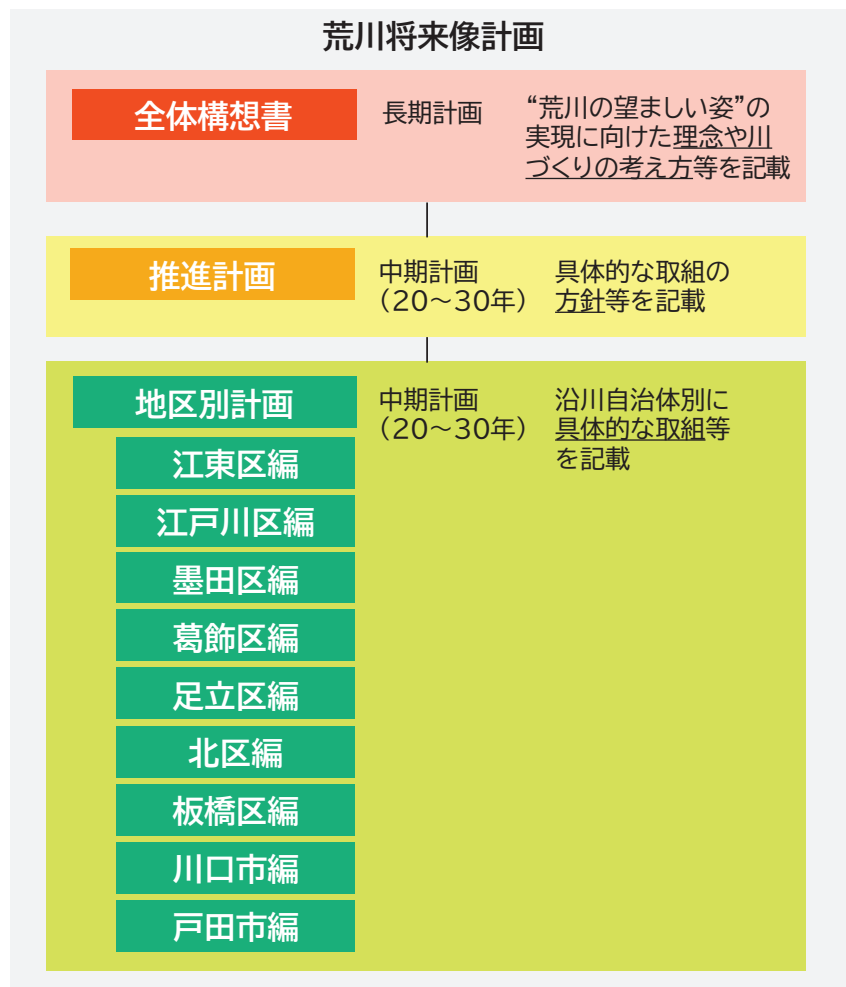 荒川将来像計画
全体構想書
長期計画
“荒川の望ましい姿”の
実現に向けた理念や川
づくりの考え方等を記載
推進計画
中期計画
（20～30年）
具体的な取組の
方針等を記載
地区別計画
中期計画
（20～30年）
沿川自治体別に
具体的な取組等
を記載
江東区編
江戸川区編
墨田区編
葛飾区編
足立区編
北区編
板橋区編
川口市編
戸田市編